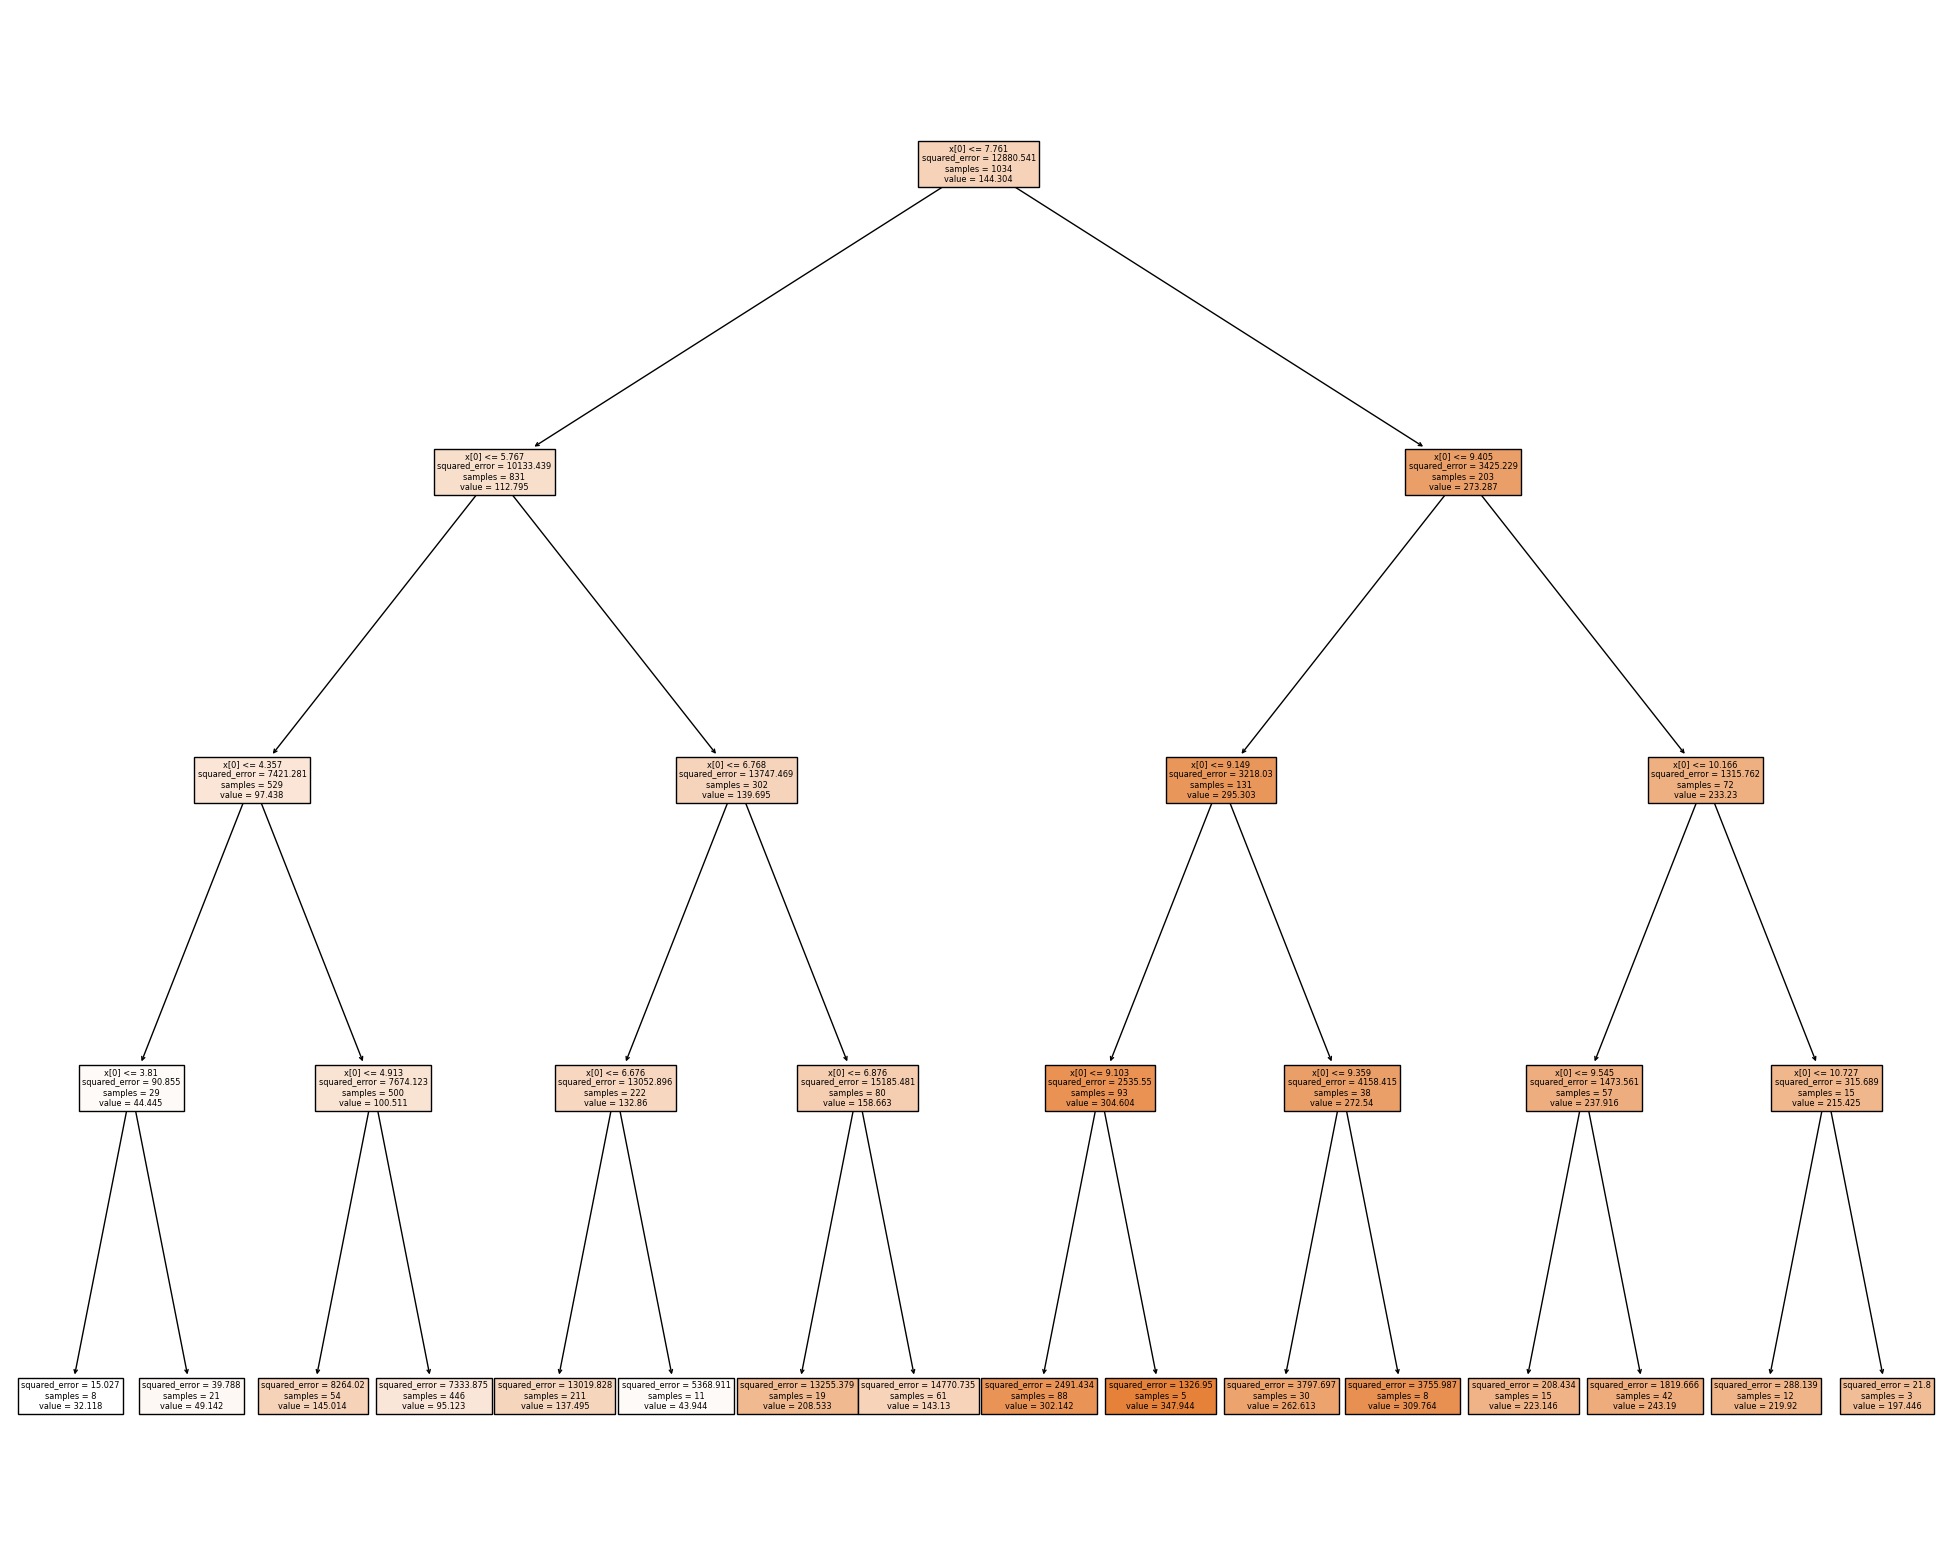 x[0] <= 7.761
squared_error = 12880.541
samples = 1034
value = 144.304
x[0] <= 5.767
squared_error = 10133.439
samples = 831
value = 112.795
x[0] <= 9.405
squared_error = 3425.229
samples = 203
value = 273.287
x[0] <= 4.357
squared_error = 7421.281
samples = 529
value = 97.438
x[0] <= 6.768
squared_error = 13747.469
samples = 302
value = 139.695
x[0] <= 9.149
squared_error = 3218.03
samples = 131
value = 295.303
x[0] <= 10.166
squared_error = 1315.762
samples = 72
value = 233.23
x[0] <= 3.81
squared_error = 90.855
samples = 29
value = 44.445
x[0] <= 4.913
squared_error = 7674.123
samples = 500
value = 100.511
x[0] <= 6.676
squared_error = 13052.896
samples = 222
value = 132.86
x[0] <= 6.876
squared_error = 15185.481
samples = 80
value = 158.663
x[0] <= 9.103
squared_error = 2535.55
samples = 93
value = 304.604
x[0] <= 9.359
squared_error = 4158.415
samples = 38
value = 272.54
x[0] <= 9.545
squared_error = 1473.561
samples = 57
value = 237.916
x[0] <= 10.727
squared_error = 315.689
samples = 15
value = 215.425
squared_error = 15.027
samples = 8
value = 32.118
squared_error = 39.788
samples = 21
value = 49.142
squared_error = 8264.02
samples = 54
value = 145.014
squared_error = 7333.875
samples = 446
value = 95.123
squared_error = 13019.828
samples = 211
value = 137.495
squared_error = 5368.911
samples = 11
value = 43.944
squared_error = 13255.379
samples = 19
value = 208.533
squared_error = 14770.735
samples = 61
value = 143.13
squared_error = 2491.434
samples = 88
value = 302.142
squared_error = 1326.95
samples = 5
value = 347.944
squared_error = 3797.697
samples = 30
value = 262.613
squared_error = 3755.987
samples = 8
value = 309.764
squared_error = 208.434
samples = 15
value = 223.146
squared_error = 1819.666
samples = 42
value = 243.19
squared_error = 288.139
samples = 12
value = 219.92
squared_error = 21.8
samples = 3
value = 197.446